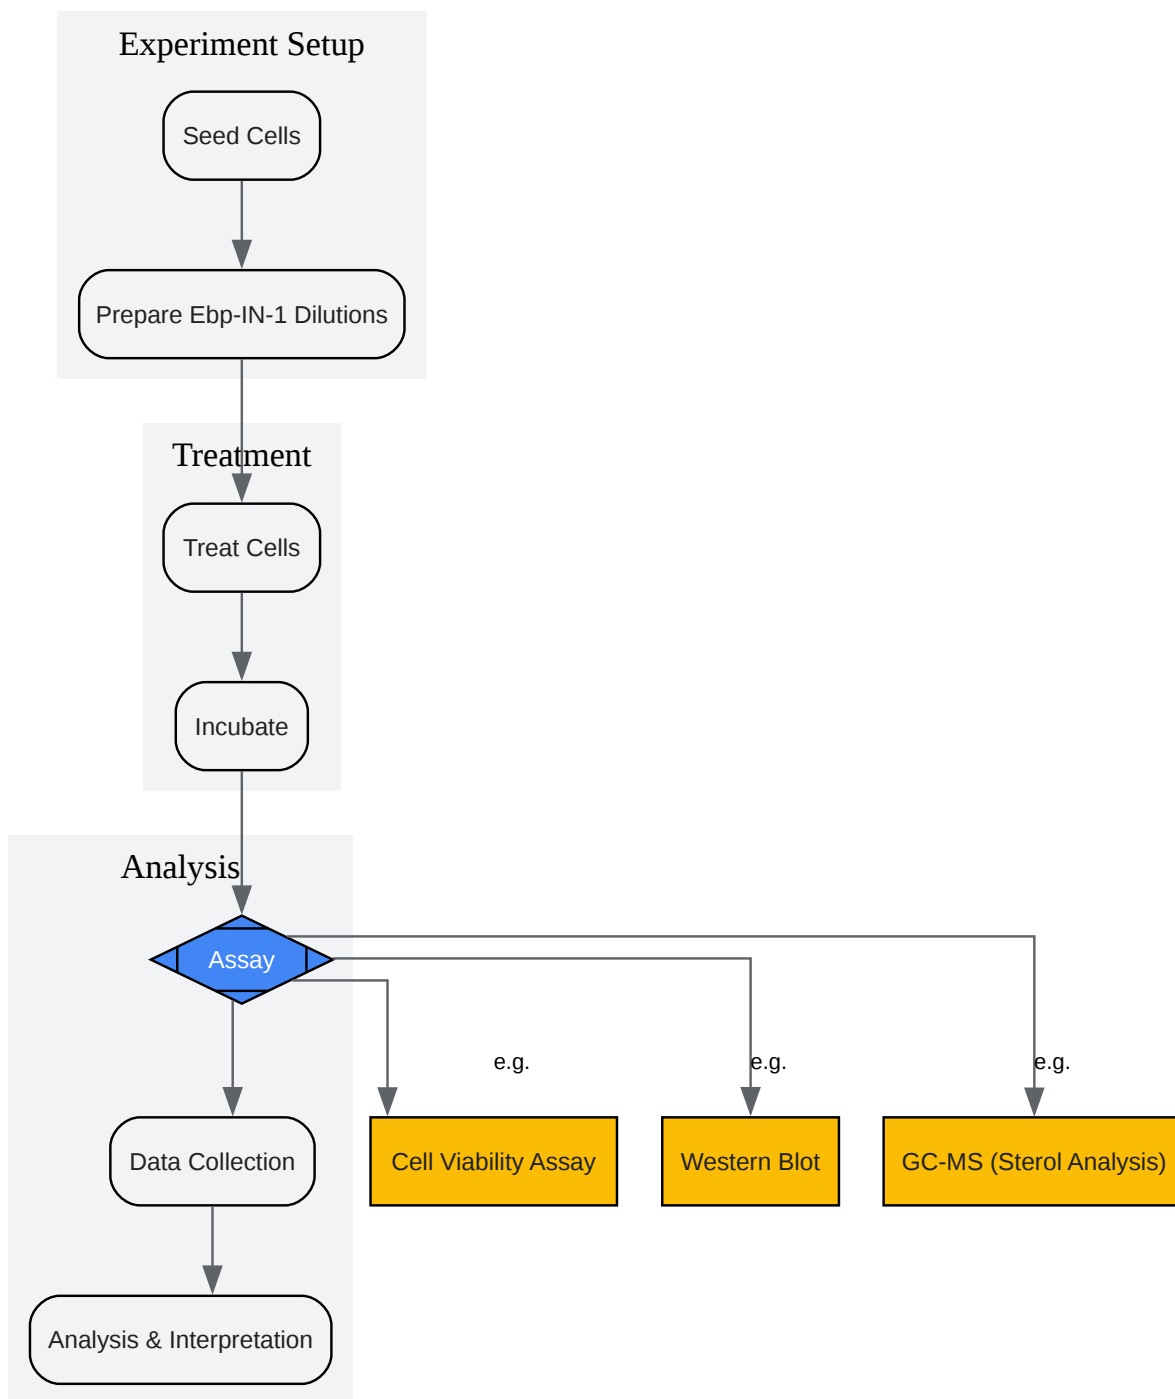 Experiment Setup
Seed Cells
Prepare Ebp-IN-1 Dilutions
Treatment
Treat Cells
Incubate
Analysis
Assay
e.g.
e.g.
e.g.
Data Collection
Cell Viability Assay
Western Blot
GC-MS (Sterol Analysis)
Analysis & Interpretation